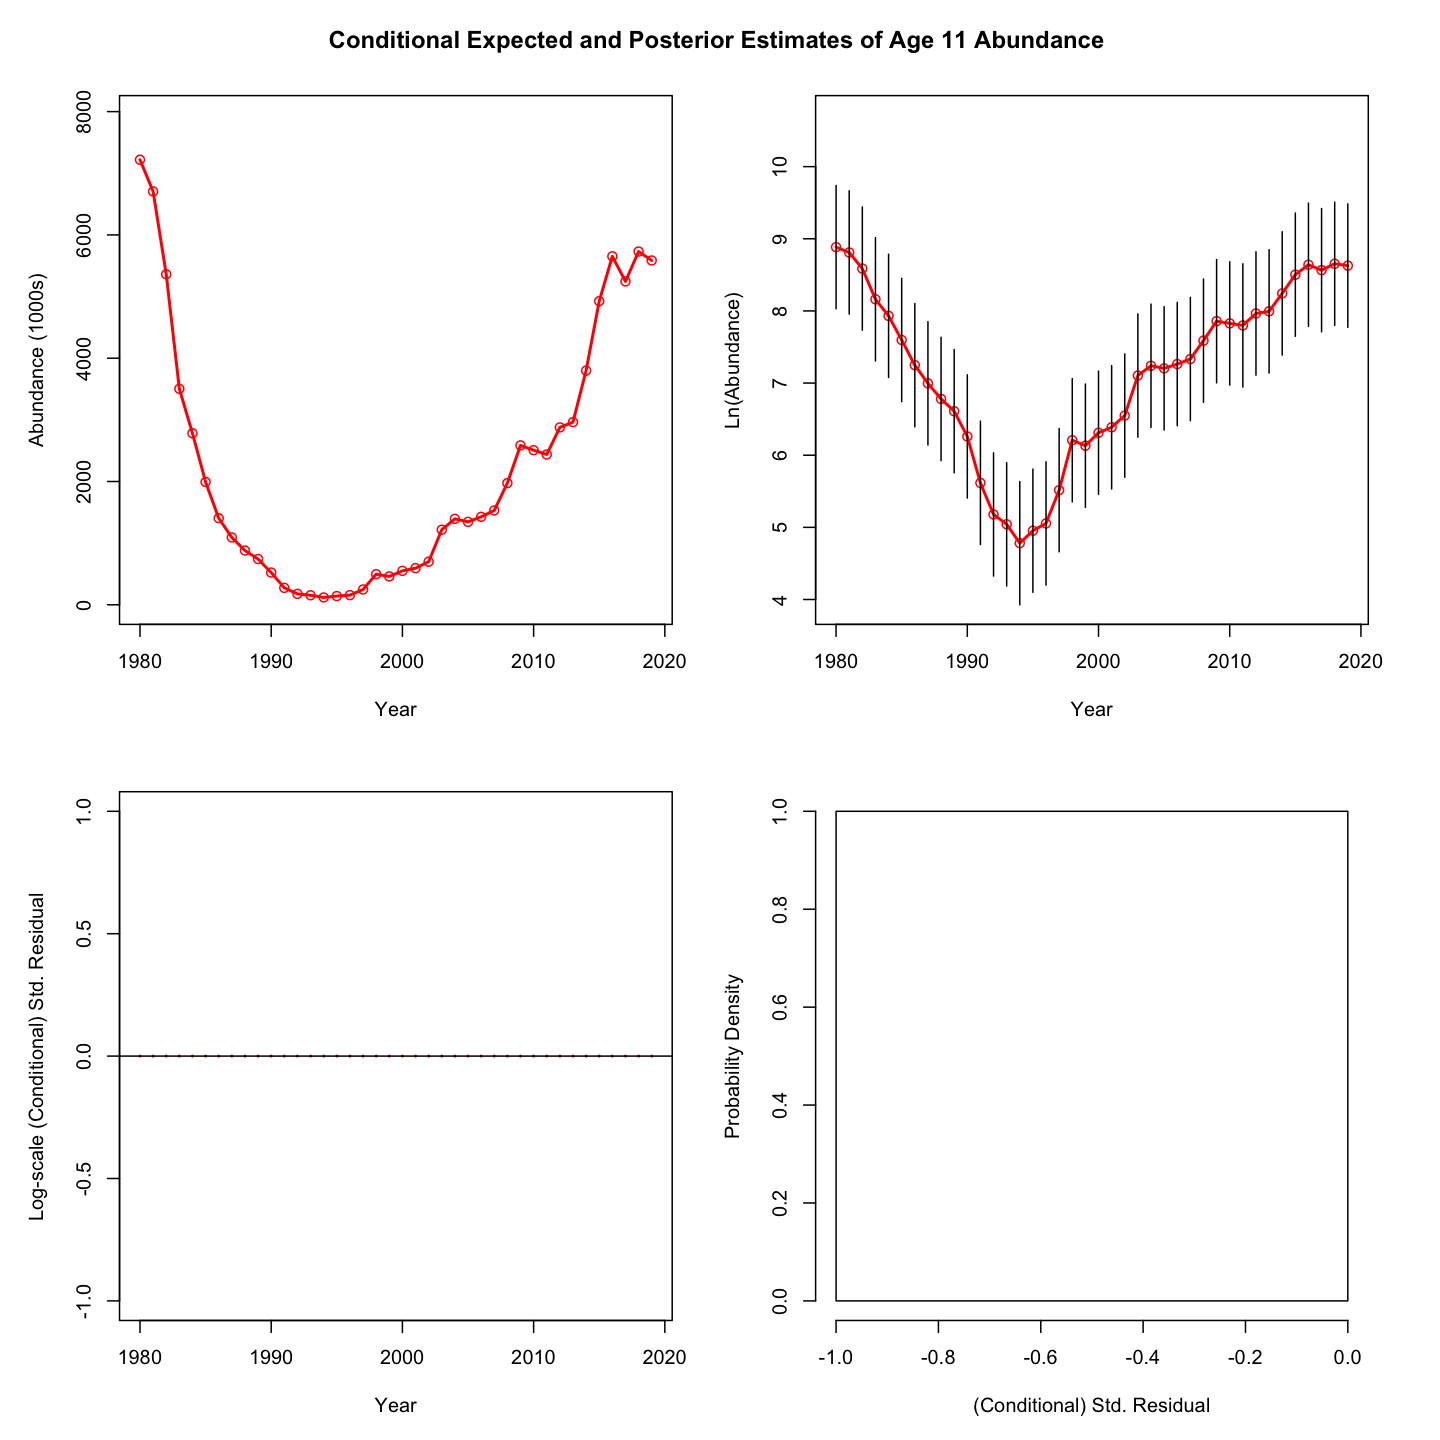 Conditional Expected and Posterior Estimates of Age 11 Abundance
Abundance (1000s)
8000
6000
4000
2000
0
1980 1990 2000 2010 2020
Year
Ln(Abundance)
10
9
8
7
6
5
4
1980 1990 2000 2010 2020
Year
Log-scale (Conditional) Std. Residual
1.0
0.5
0.0
-0.5
-1.0
1980 1990 2000 2010 2020
Year
Probability Density
1.0
0.8
0.6
0.4
0.2
0.0
-1.0 -0.8 -0.6 -0.4 -0.2 0.0
(Conditional) Std. Residual